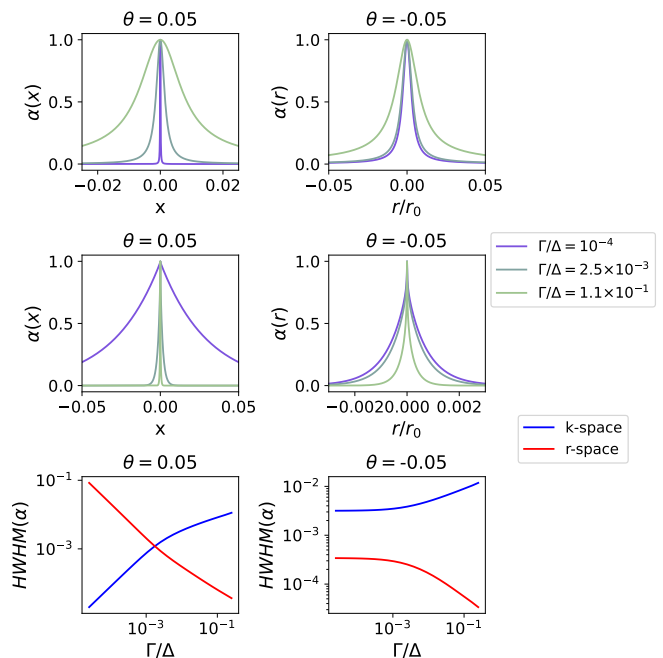 θ = 0.05
θ = -0.05
1.0
0.5
0.0
α(x)
−0.02 0.00 0.02
x
1.0
0.5
0.0
α(r)
−0.05 0.00 0.05
r/r₀
θ = 0.05
θ = -0.05
1.0
0.5
0.0
α(x)
−0.05 0.00 0.05
x
1.0
0.5
0.0
α(r)
−0.002 0.000 0.002
r/r₀
Γ/Δ = 10⁻⁴
Γ/Δ = 2.5×10⁻³
Γ/Δ = 1.1×10⁻¹
k-space
r-space
θ = 0.05
θ = -0.05
10⁻¹
10⁻³
HWHM(α)
10⁻³ 10⁻¹
Γ/Δ
10⁻²
10⁻⁴
HWHM(α)
10⁻³ 10⁻¹
Γ/Δ